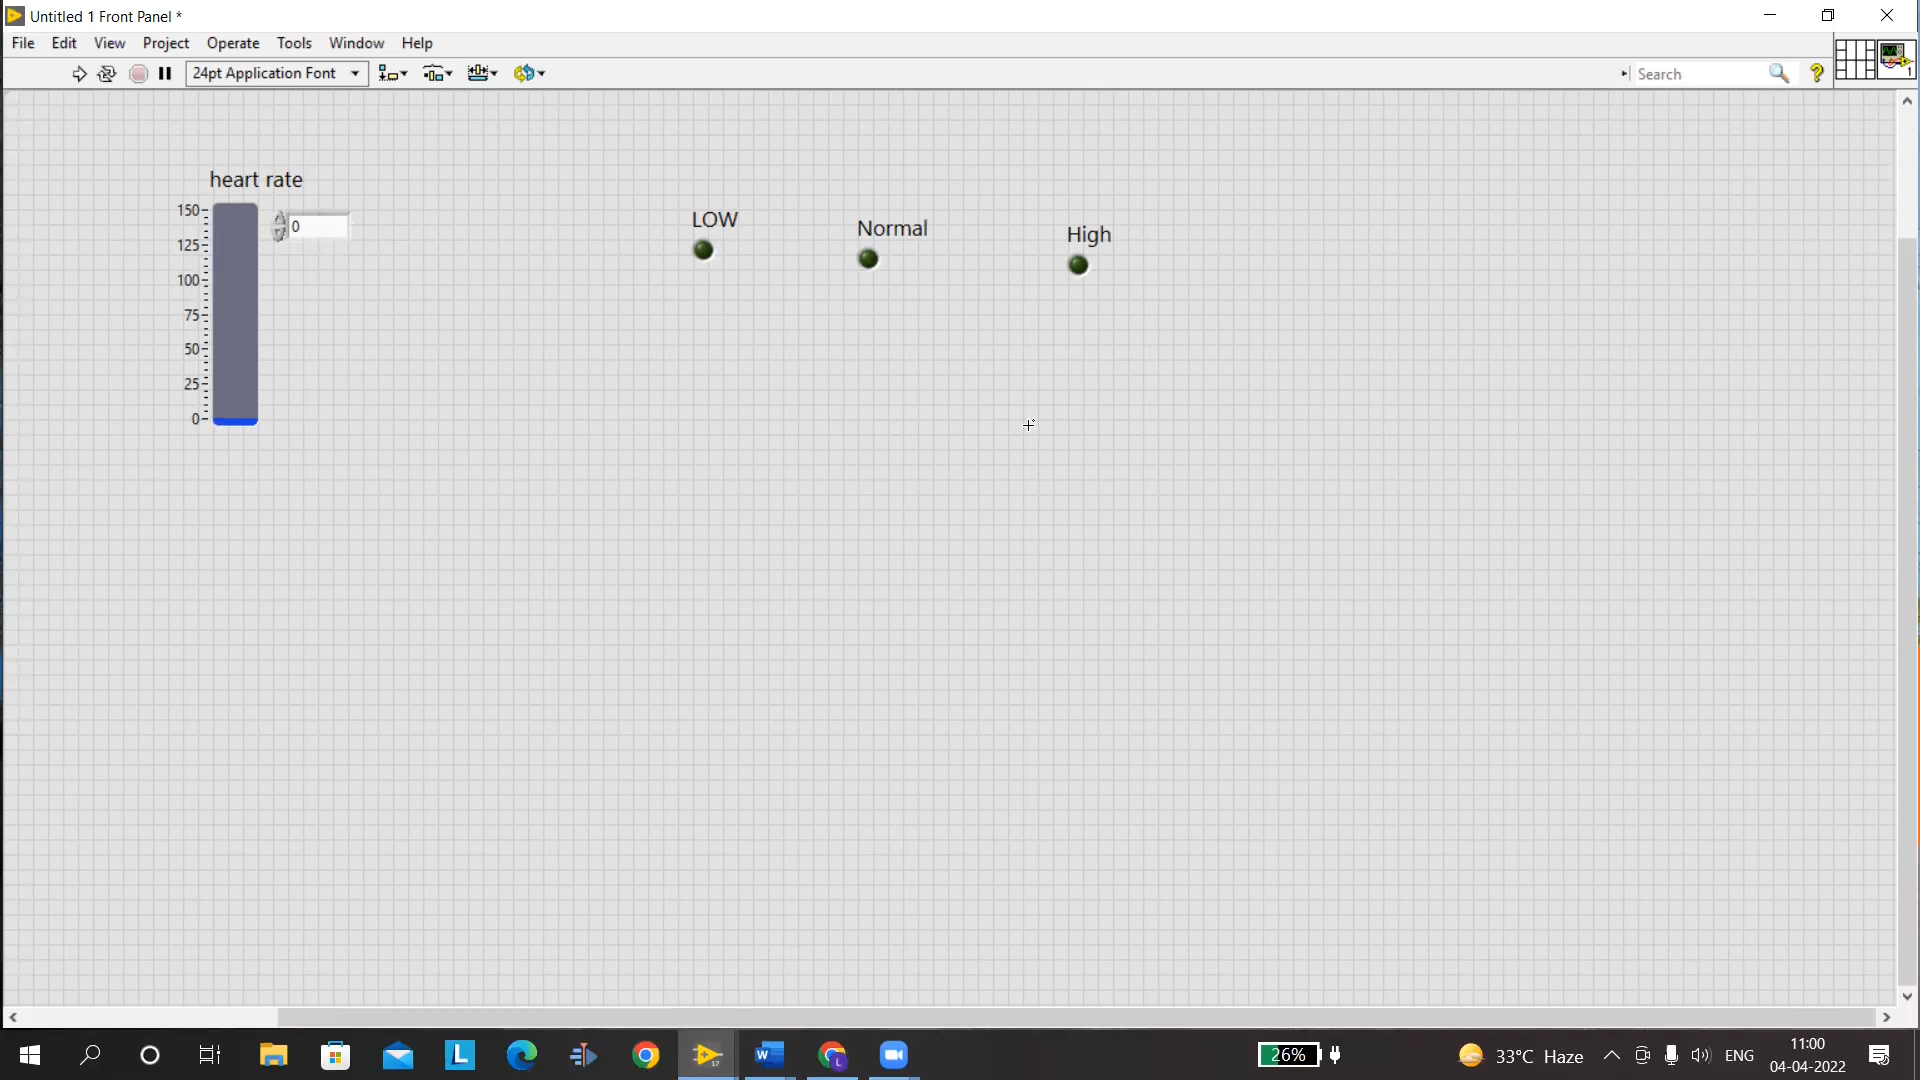 Untitled 1 Front Panel *
File Edit View Project Operate Tools Window Help
24pt Application Font
Search
?
1
heart rate
150
125
100
75
50
25
0
0
LOW
Normal
High
L
17
W
L
26%
33°C Haze
ENG
11:00
04-04-2022